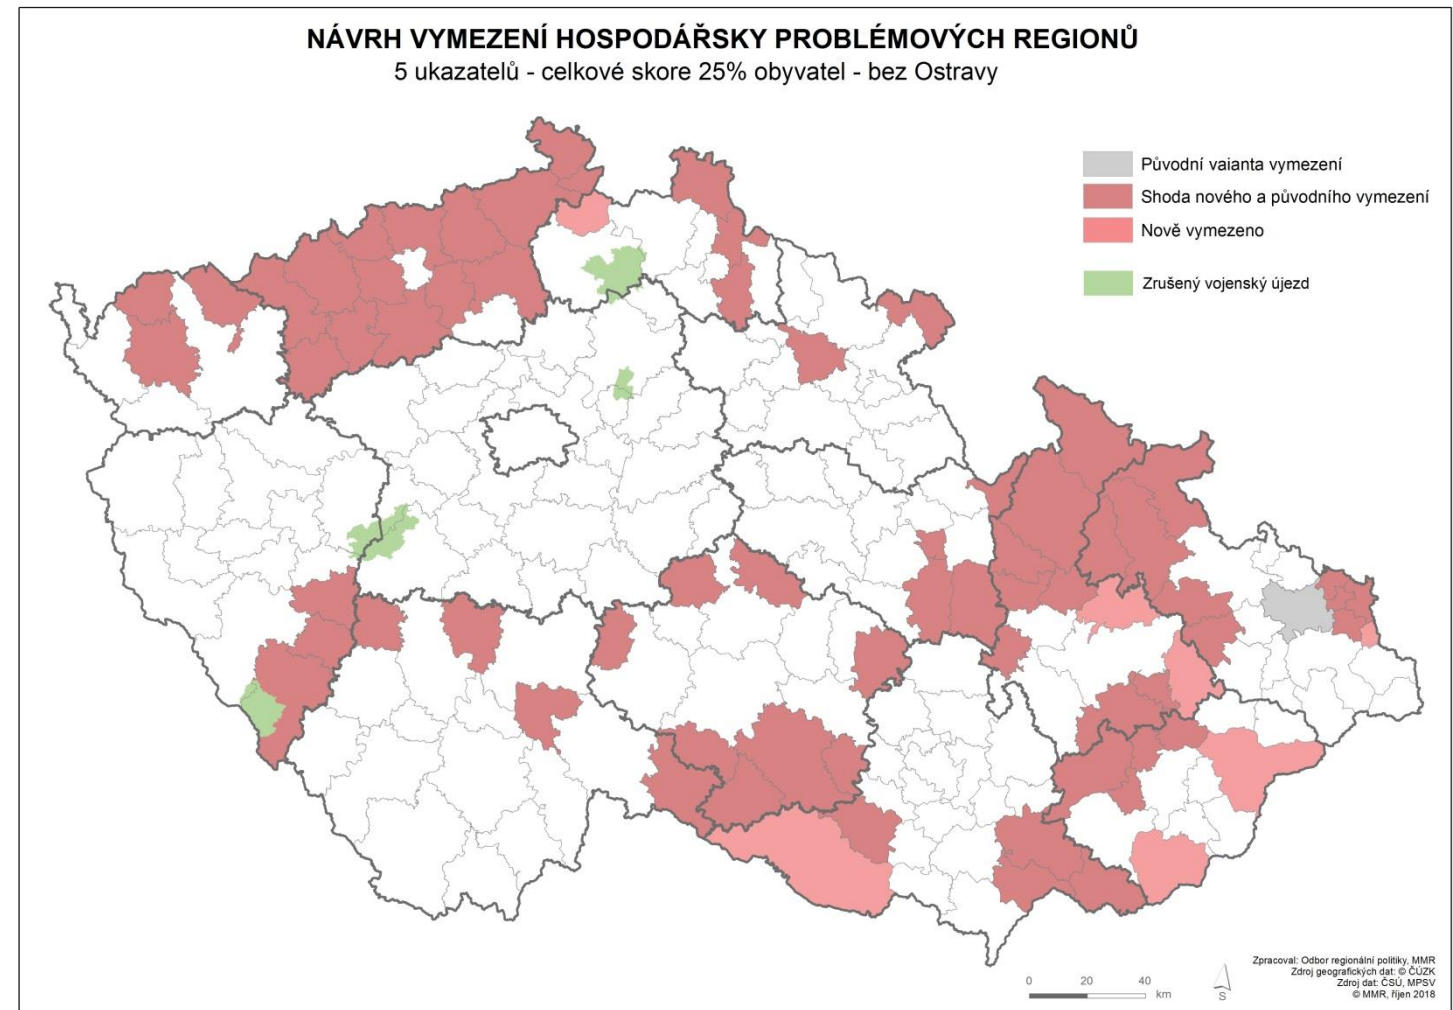 NÁVRH VYMEZENÍ HOSPODÁŘSKY PROBLÉMOVÝCH REGIONŮ
5 ukazatelů - celkové skore 25% obyvatel - bez Ostravy
Původní vaianta vymezení
Shoda nového a původního vymezení
Nově vymezeno
Zrušený vojenský újezd
0 20 40
km
S
Zpracoval: Odbor regionální politiky, MMR
Zdroj geografických dat: © ČÚZK
Zdroj dat: ČSÚ, MPSV
© MMR, říjen 2018